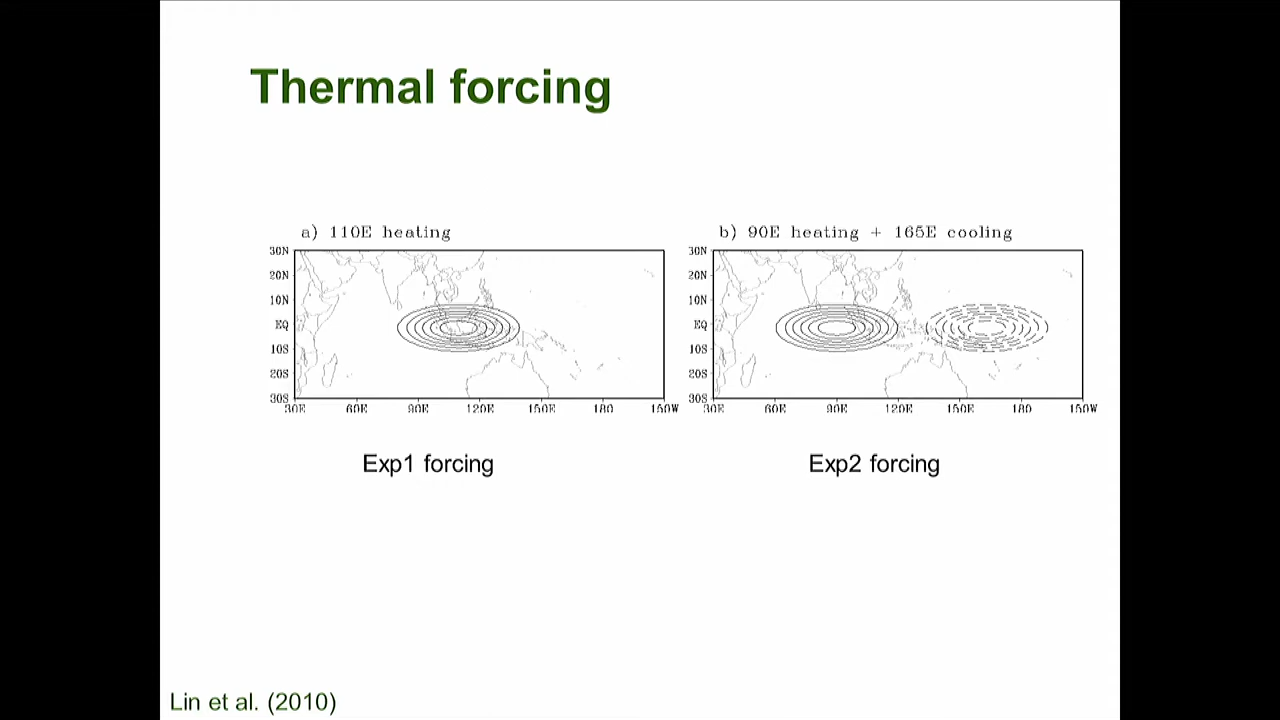 Thermal forcing
a) 110E heating
30N
20N
10N
EQ
10S
20S
30S
30E 60E 90E 120E 150E 180 150W
Exp1 forcing
b) 90E heating + 165E cooling
30N
20N
10N
EQ
10S
20S
30S
30E 60E 90E 120E 150E 180 150W
Exp2 forcing
Lin et al. (2010)